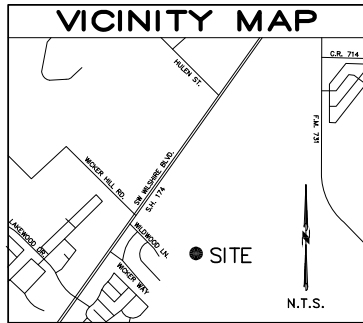 VICINITY MAP
HULEN ST.
C.R. 714
F.M. 731
SW WILSHIRE BLVD.
S.H. 174
WICKER HILL RD.
LAKEWOOD DR.
WILDWOOD LN.
WICKER WAY
SITE
N
N.T.S.